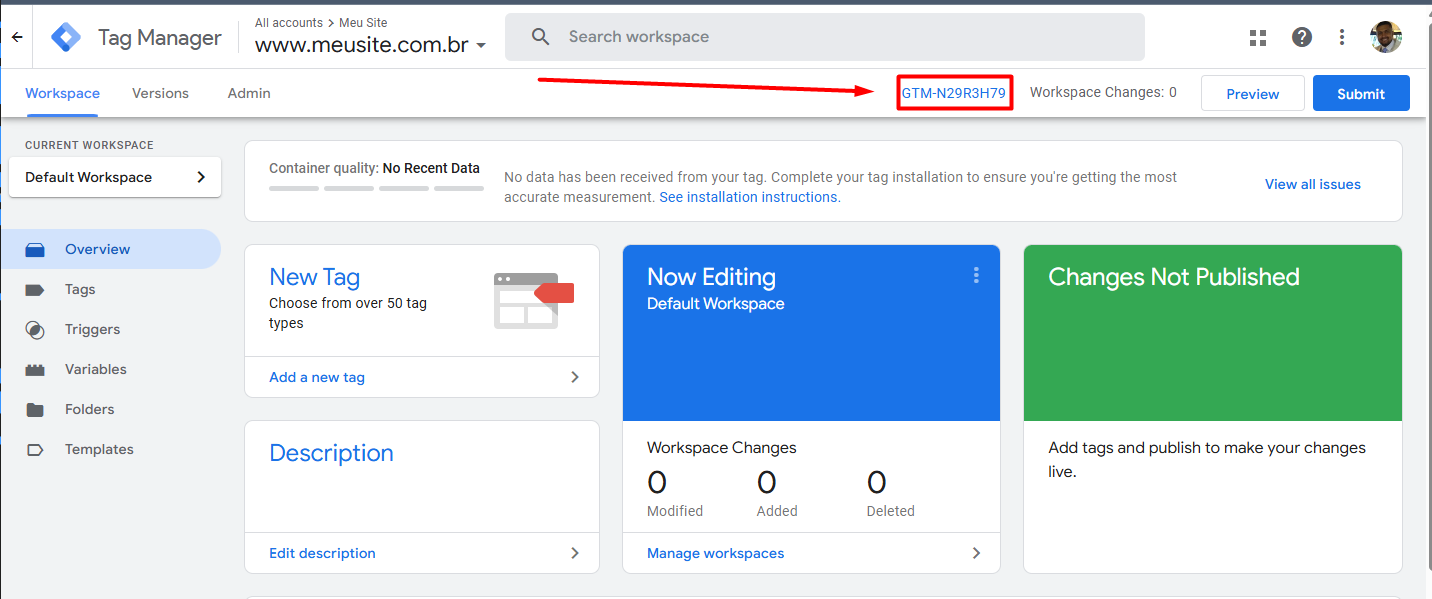 All accounts > Meu Site
Tag Manager
www.meusite.com.br
Search workspace
Workspace
Versions
Admin
GTM-N29R3H79
Workspace Changes: 0
Preview
Submit
CURRENT WORKSPACE
Default Workspace
Overview
Tags
Triggers
Variables
Folders
Templates
Container quality: No Recent Data
No data has been received from your tag. Complete your tag installation to ensure you're getting the most
accurate measurement. See installation instructions.
View all issues
New Tag
Choose from over 50 tag
types
Add a new tag
Description
Edit description
Now Editing
Default Workspace
Workspace Changes
0
Modified
0
Added
0
Deleted
Manage workspaces
Changes Not Published
Add tags and publish to make your changes
live.